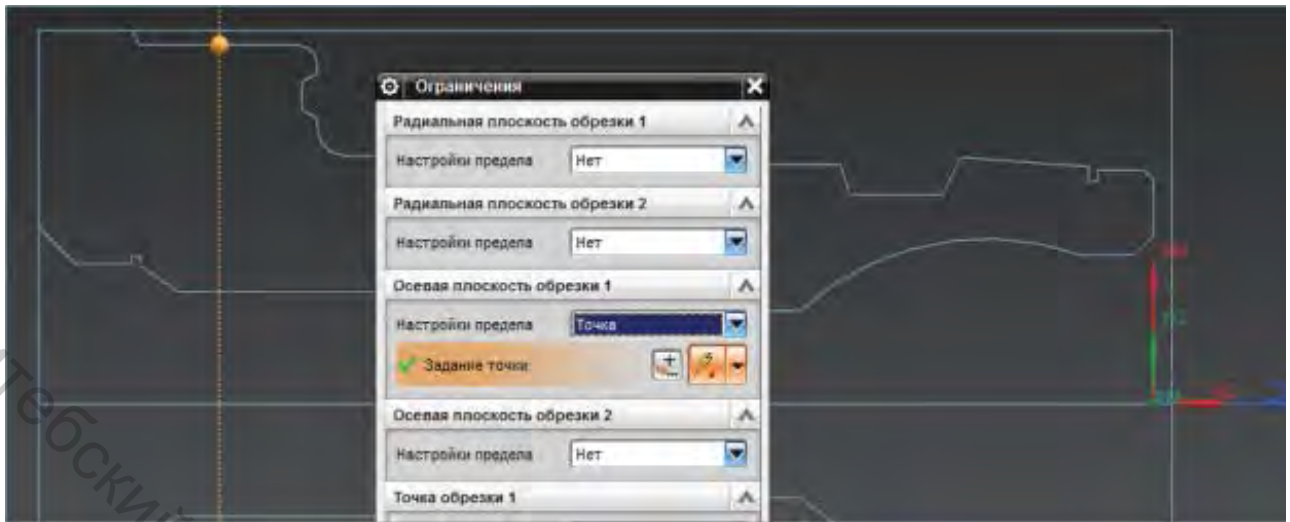 Ограничения
Радиальная плоскость обрезки 1
Настройки предела Нет
Радиальная плоскость обрезки 2
Настройки предела Нет
Осевая плоскость обрезки 1
Настройки предела Точка
Задание точки
Осевая плоскость обрезки 2
Настройки предела Нет
Точка обрезки 1